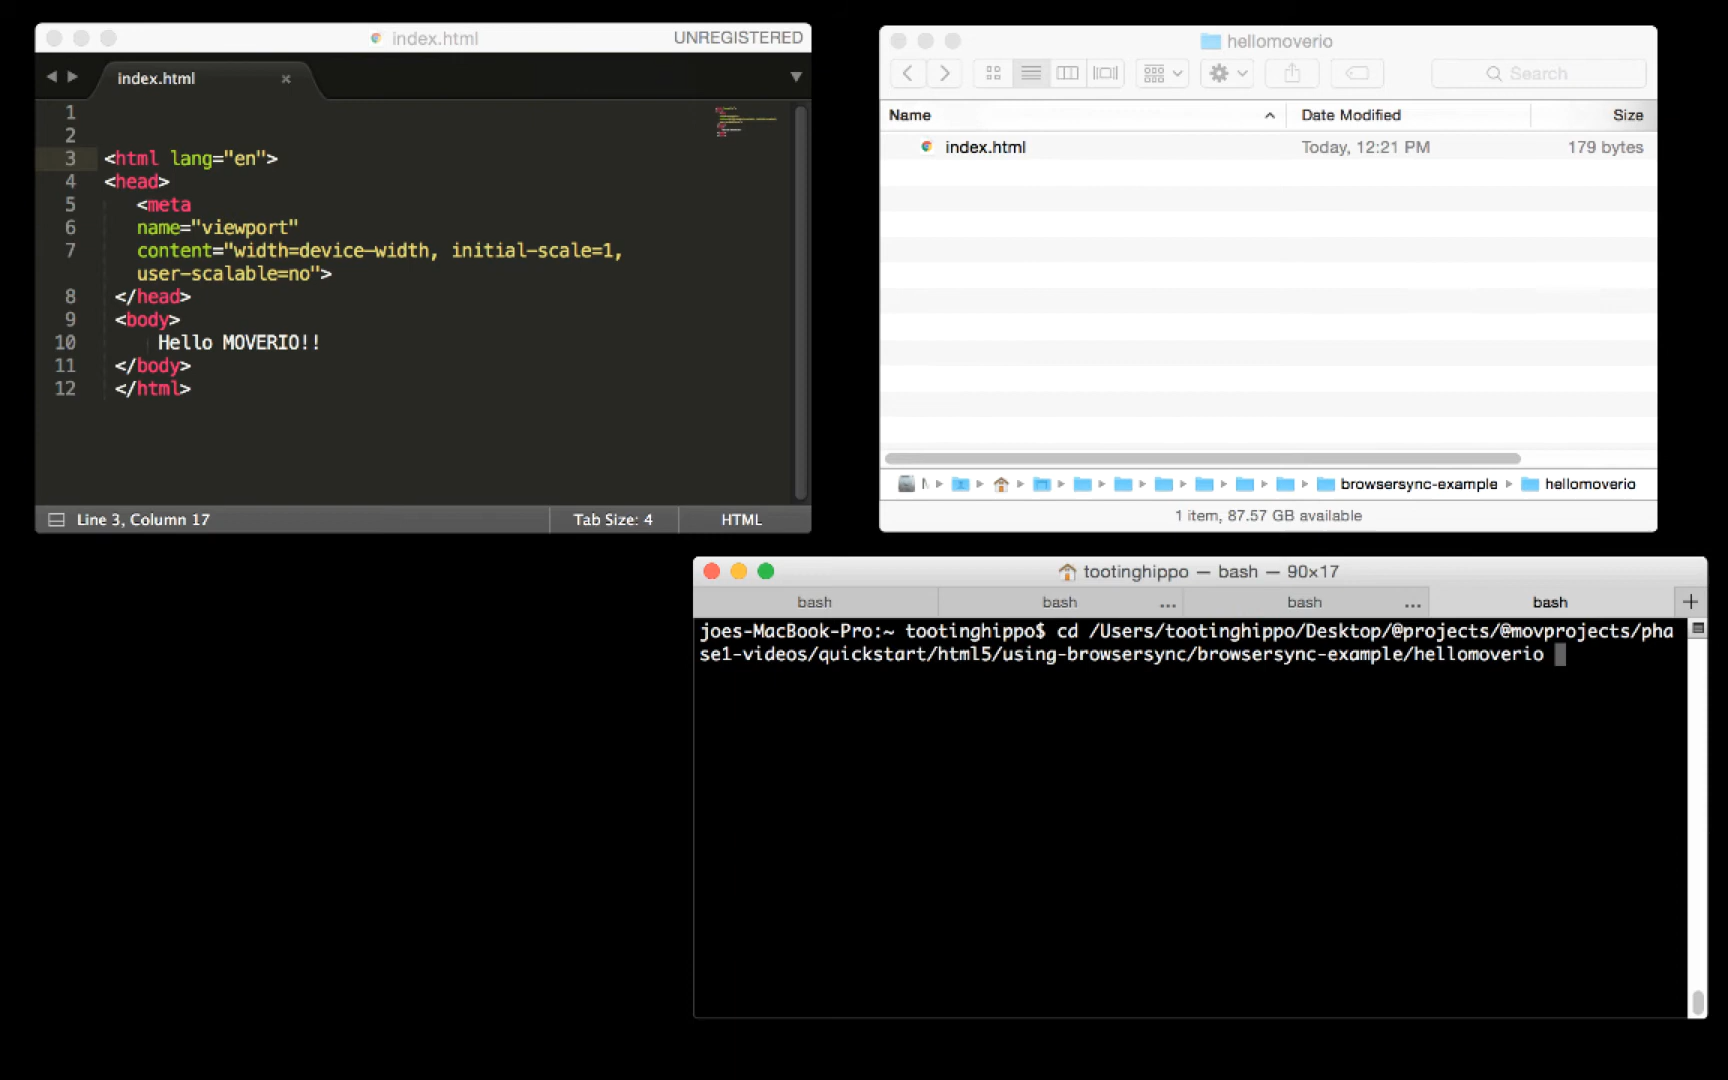 index.html
UNREGISTERED
index.html
1
2
3 <html lang="en">
4 <head>
5 <meta
6 name="viewport"
7 content="width=device-width, initial-scale=1,
user-scalable=no">
8 </head>
9 <body>
10 Hello MOVERIO!!
11 </body>
12 </html>
Line 3, Column 17
Tab Size: 4
HTML
hellomoverio
Search
Name Date Modified Size
index.html Today, 12:21 PM 179 bytes
browsersync-example hellomoverio
1 item, 87.57 GB available
tootinghippo — bash — 90×17
bash bash ... bash ... bash
joes-MacBook-Pro:~ tootinghippo$ cd /Users/tootinghippo/Desktop/@projects/@movprojects/pha
se1-videos/quickstart/html5/using-browsersync/browsersync-example/hellomoverio